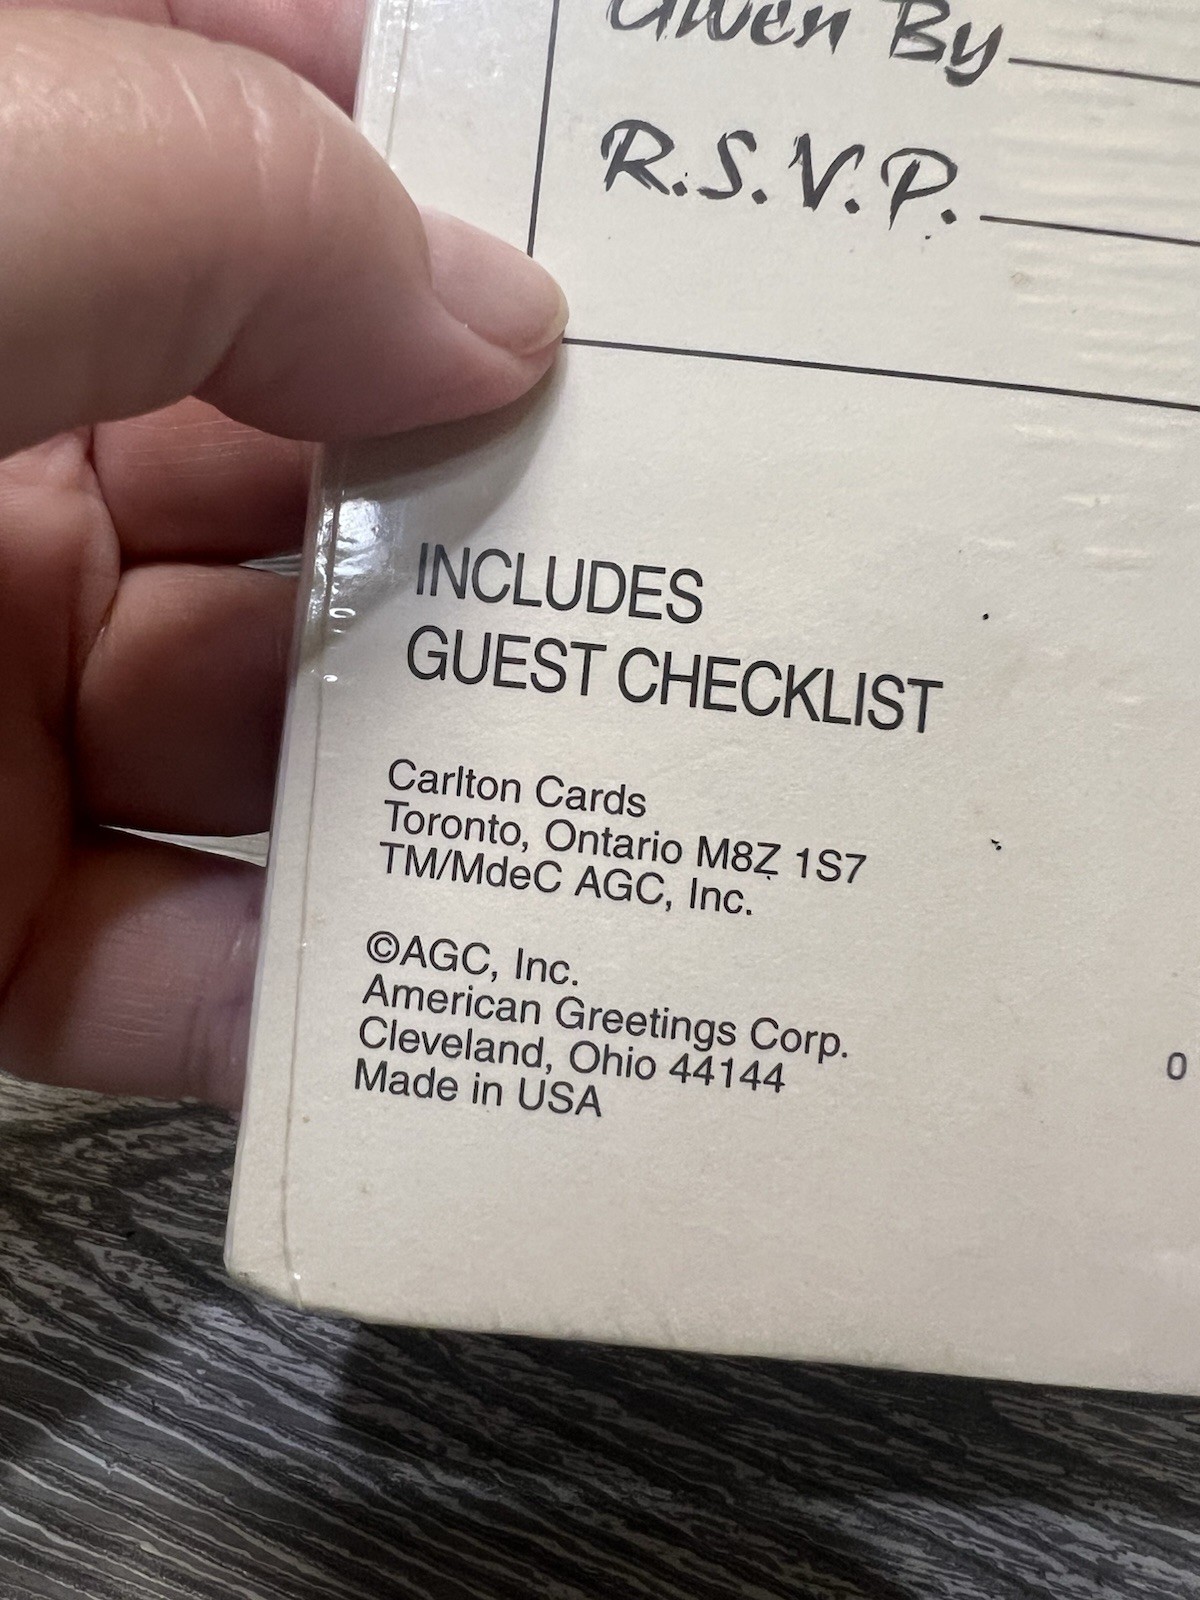 Given By
R.S.V.P.
INCLUDES
GUEST CHECKLIST
Carlton Cards
Toronto, Ontario M8Z 1S7
TM/MdeC AGC, Inc.
©AGC, Inc.
American Greetings Corp.
Cleveland, Ohio 44144
Made in USA
0